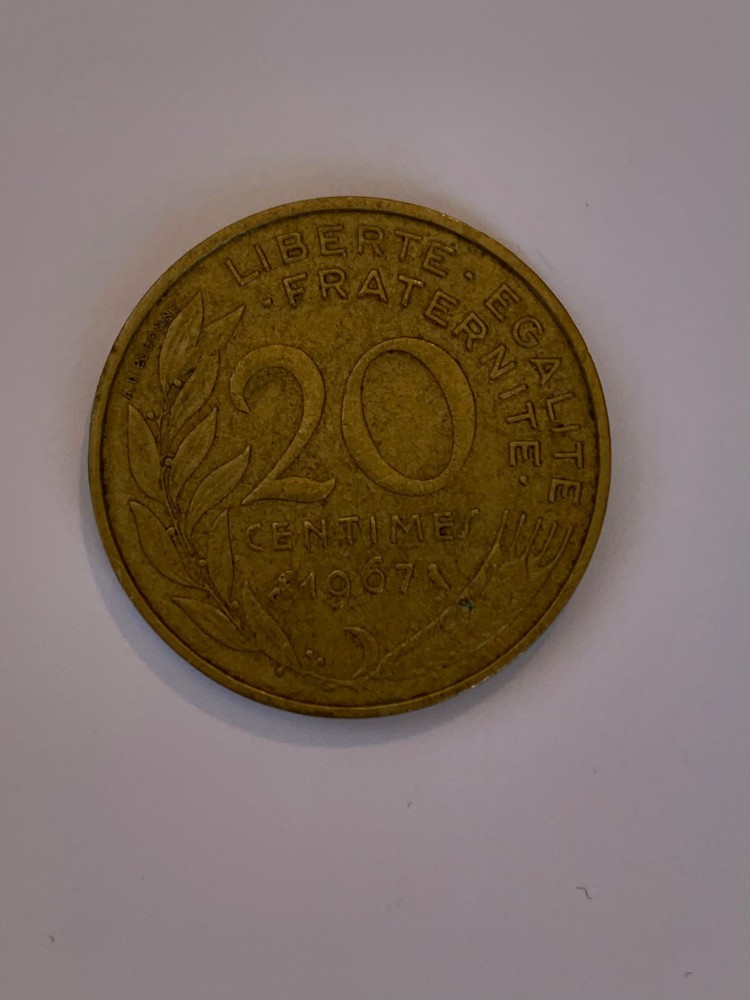 LIBERTE · EGALITE
· FRATERNITE ·
20
CENTIMES
1967